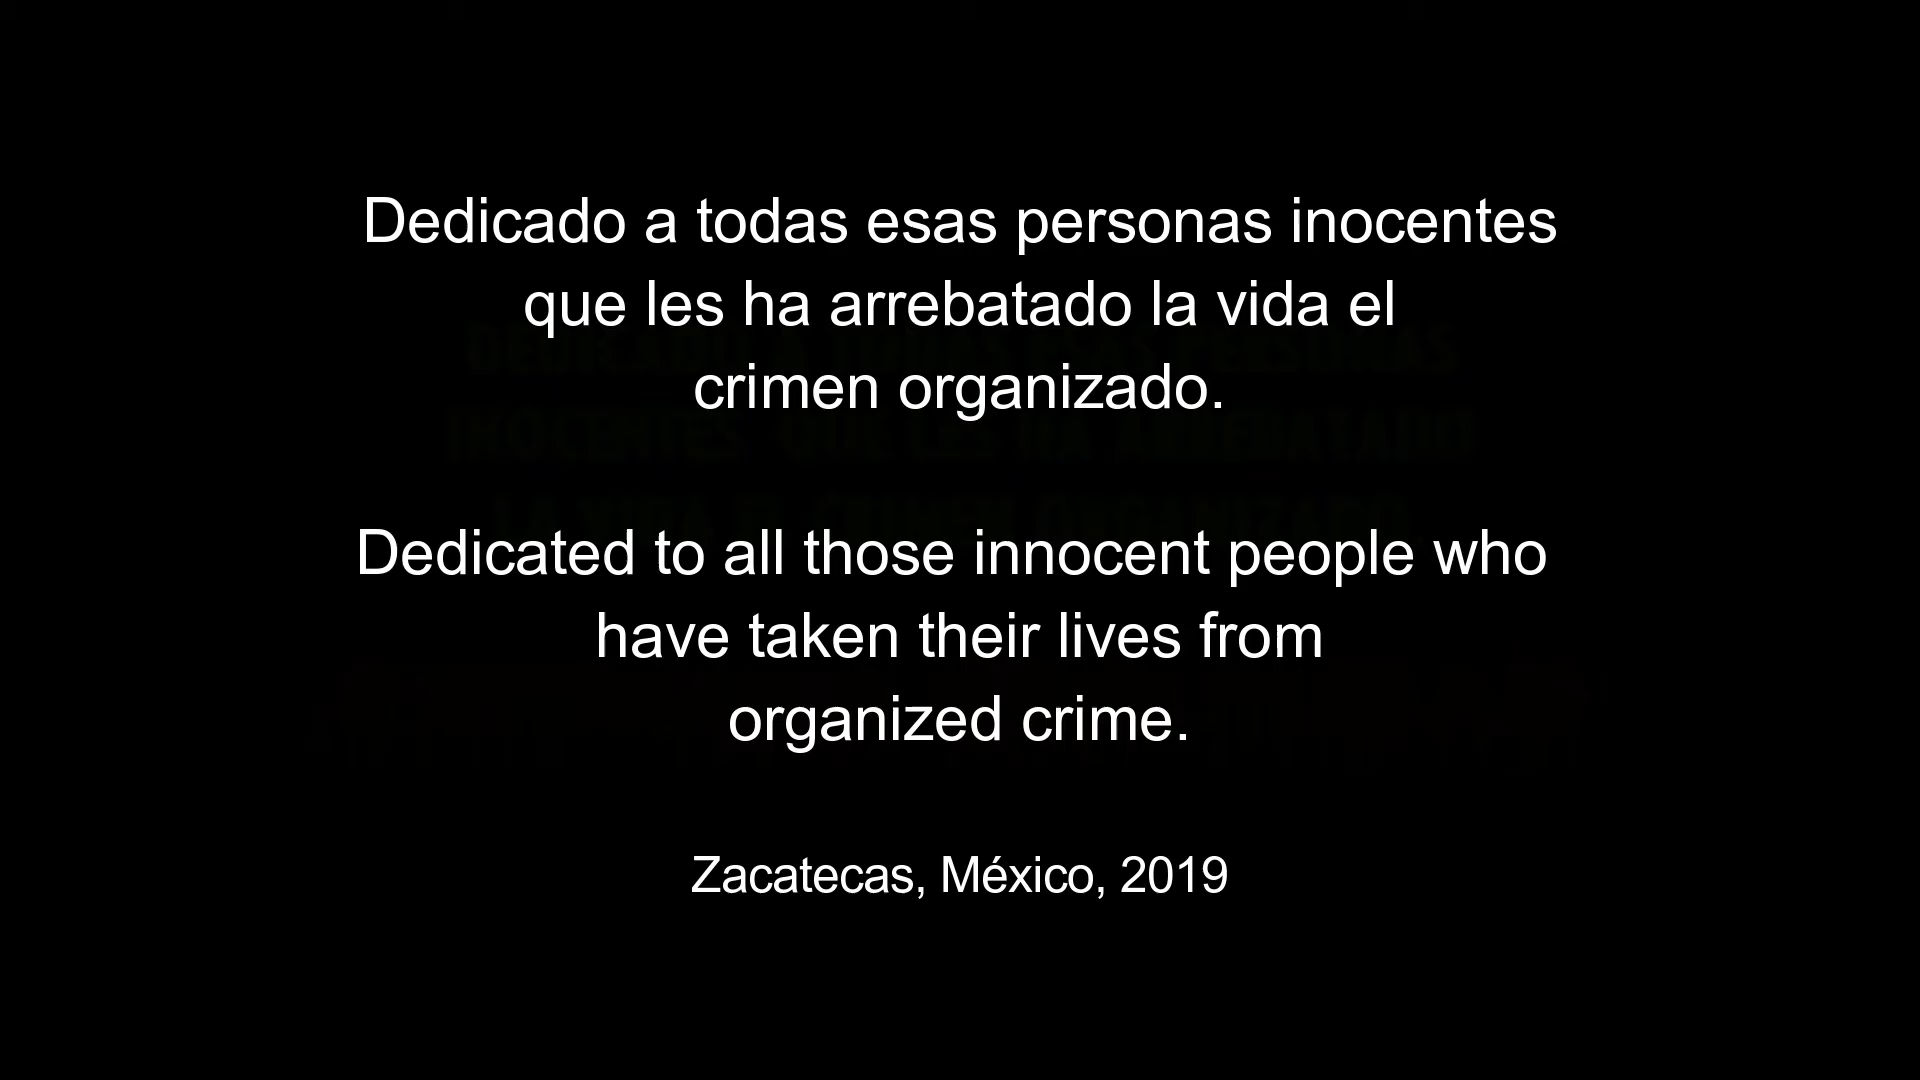 Dedicado a todas esas personas inocentes
que les ha arrebatado la vida el
crimen organizado.
Dedicated to all those innocent people who
have taken their lives from
organized crime.
Zacatecas, México, 2019